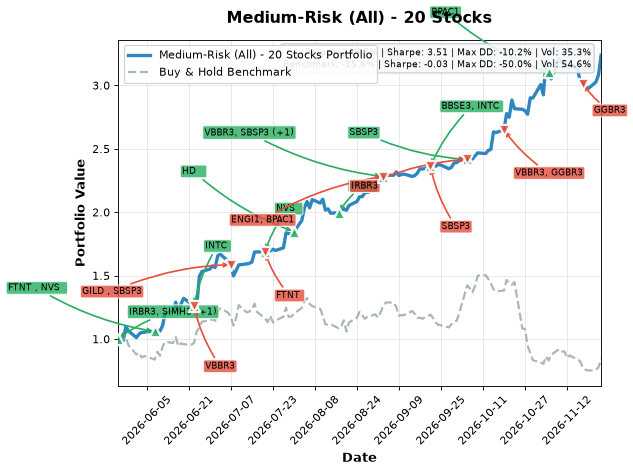 Medium-Risk (All) - 20 Stocks
BPAC1
Medium-Risk (All) - 20 Stocks Portfolio
Buy & Hold Benchmark
| Sharpe: 3.51 | Max DD: -10.2% | Vol: 35.3%
| Sharpe: -0.03 | Max DD: -50.0% | Vol: 54.6%
GGBR3
BBSE3, INTC
VBBR3, SBSP3 (+1)
SBSP3
VBBR3, GGBR3
HD
IRBR3
NVS
ENGI1, BPAC1
SBSP3
INTC
FTNT , NVS
GILD , SBSP3
FTNT
IRBR3, SIMH3 (+1)
VBBR3
Portfolio Value
3.0
2.5
2.0
1.5
1.0
2026-06-05
2026-06-21
2026-07-07
2026-07-23
2026-08-08
2026-08-24
2026-09-09
2026-09-25
2026-10-11
2026-10-27
2026-11-12
Date